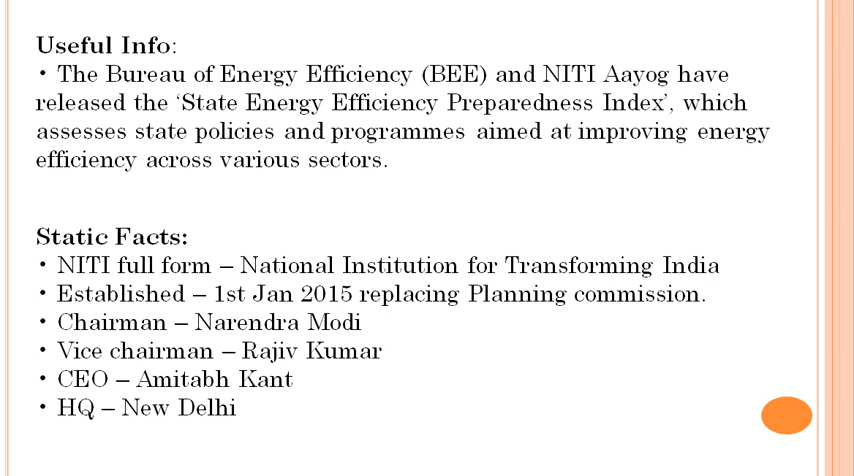 Useful Info:
• The Bureau of Energy Efficiency (BEE) and NITI Aayog have
released the ‘State Energy Efficiency Preparedness Index’, which
assesses state policies and programmes aimed at improving energy
efficiency across various sectors.
Static Facts:
• NITI full form – National Institution for Transforming India
• Established – 1st Jan 2015 replacing Planning commission.
• Chairman – Narendra Modi
• Vice chairman – Rajiv Kumar
• CEO – Amitabh Kant
• HQ – New Delhi